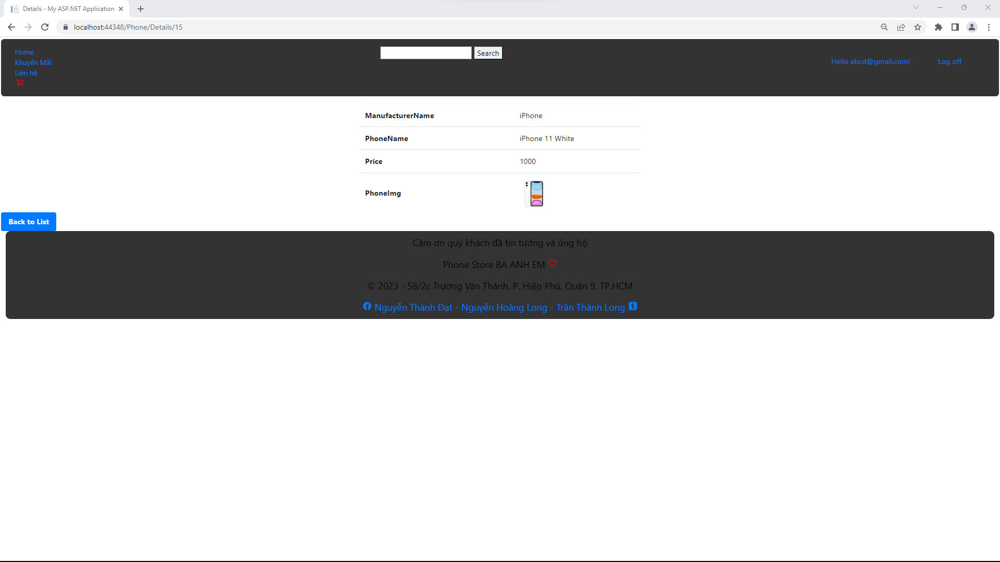 Details - My ASP.NET Application
localhost:44348/Phone/Details/15
Home
Khuyến Mãi
Liên hệ
Search
Hello abcd@gmail.com!
Log off
ManufacturerName iPhone
PhoneName iPhone 11 White
Price 1000
PhoneImg
Back to List
Cảm ơn quý khách đã tin tưởng và ủng hộ
Phone Store BA ANH EM
© 2023 - 58/2c Trương Văn Thành, P. Hiệp Phú, Quận 9, TP.HCM
Nguyễn Thành Đạt - Nguyễn Hoàng Long - Trần Thành Long